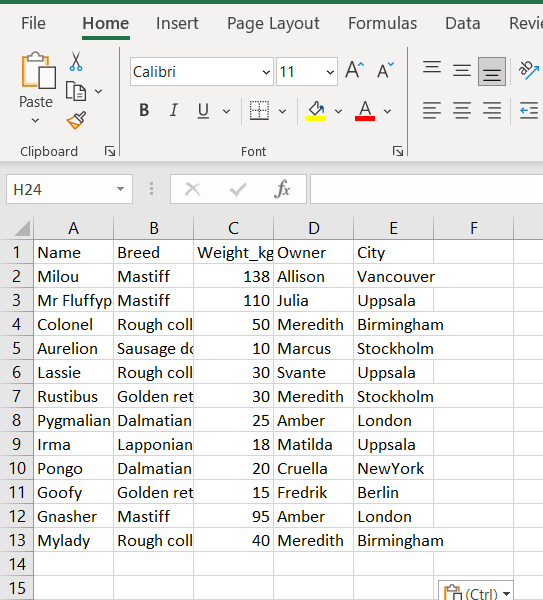 File Home Insert Page Layout Formulas Data Revie
Calibri 11 A A
Paste B I U A
Clipboard Font
H24 fx
A B C D E F
1 Name Breed Weight_kg Owner City
2 Milou Mastiff 138 Allison Vancouver
3 Mr Fluffyp Mastiff 110 Julia Uppsala
4 Colonel Rough coll 50 Meredith Birmingham
5 Aurelion Sausage do 10 Marcus Stockholm
6 Lassie Rough coll 30 Svante Uppsala
7 Rustibus Golden ret 30 Meredith Stockholm
8 Pygmalian Dalmatian 25 Amber London
9 Irma Lapponian 18 Matilda Uppsala
10 Pongo Dalmatian 20 Cruella NewYork
11 Goofy Golden ret 15 Fredrik Berlin
12 Gnasher Mastiff 95 Amber London
13 Mylady Rough coll 40 Meredith Birmingham
14
15 (Ctrl)